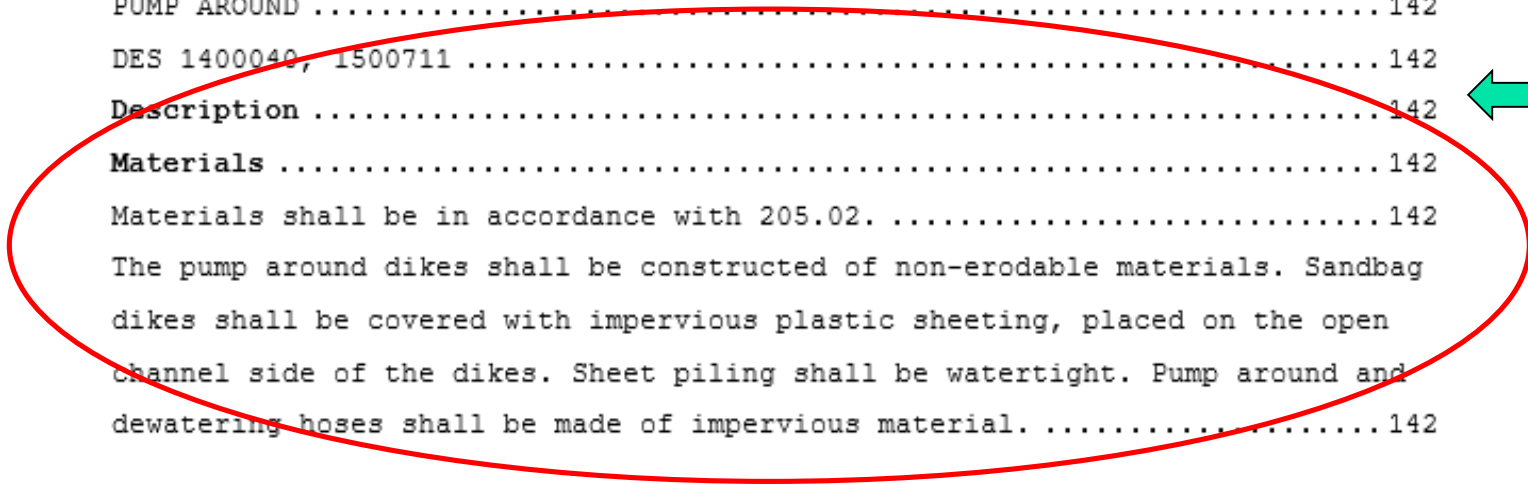 PUMP AROUND ................................................................ 142
DES 1400040, 1500711 ....................................................... 142
Description ................................................................ 142
Materials .................................................................. 142
Materials shall be in accordance with 205.02. .............................. 142
The pump around dikes shall be constructed of non-erodable materials. Sandbag
dikes shall be covered with impervious plastic sheeting, placed on the open
channel side of the dikes. Sheet piling shall be watertight. Pump around and
dewatering hoses shall be made of impervious material. .................... 142